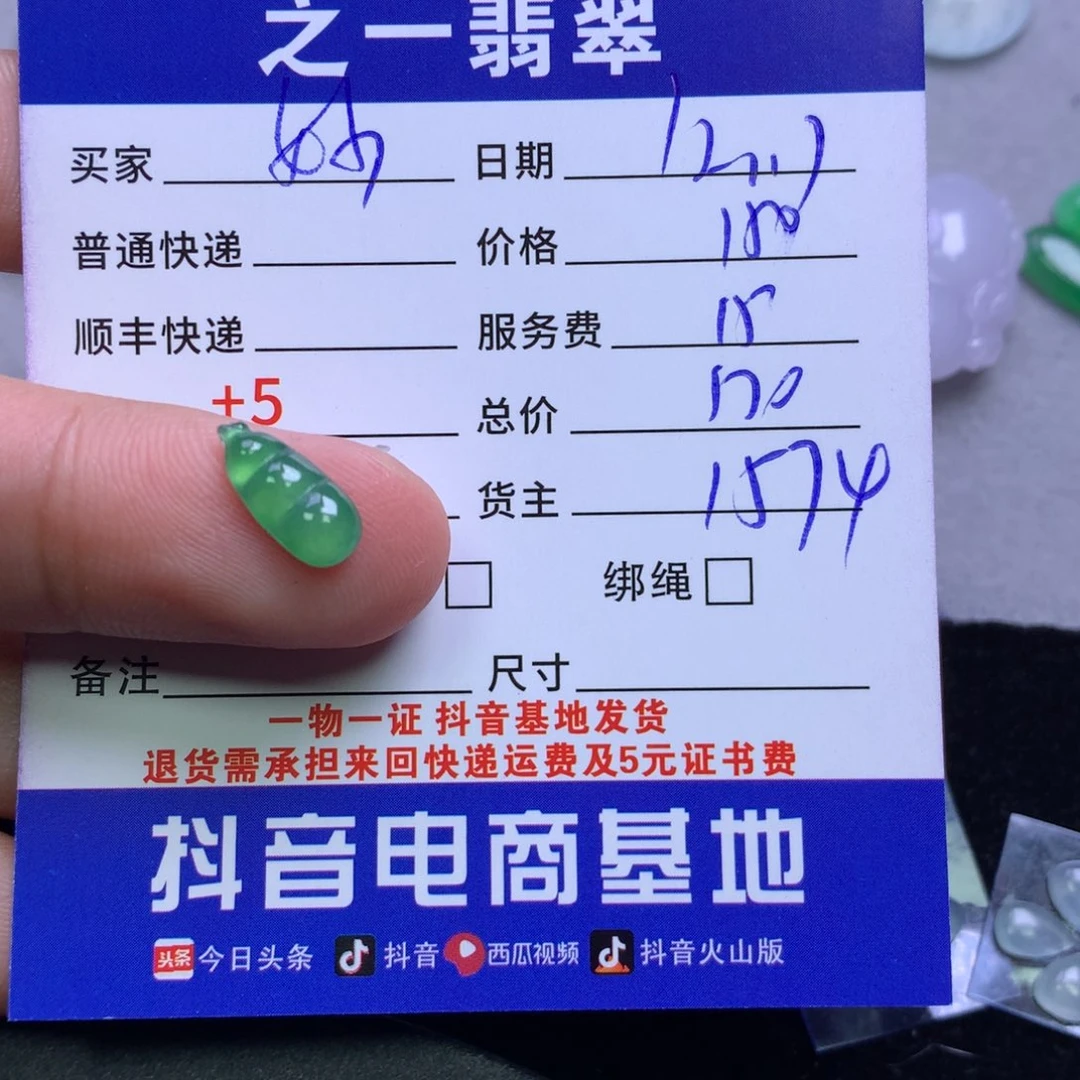 之一翡翠
买家 日期
普通快递 价格
顺丰快递 服务费 15
+5 总价 170
货主 1574
绑绳
备注 尺寸
一物一证 抖音基地发货
退货需承担来回快递运费及5元证书费
抖音电商基地
头条 今日头条 抖音 西瓜视频 抖音火山版